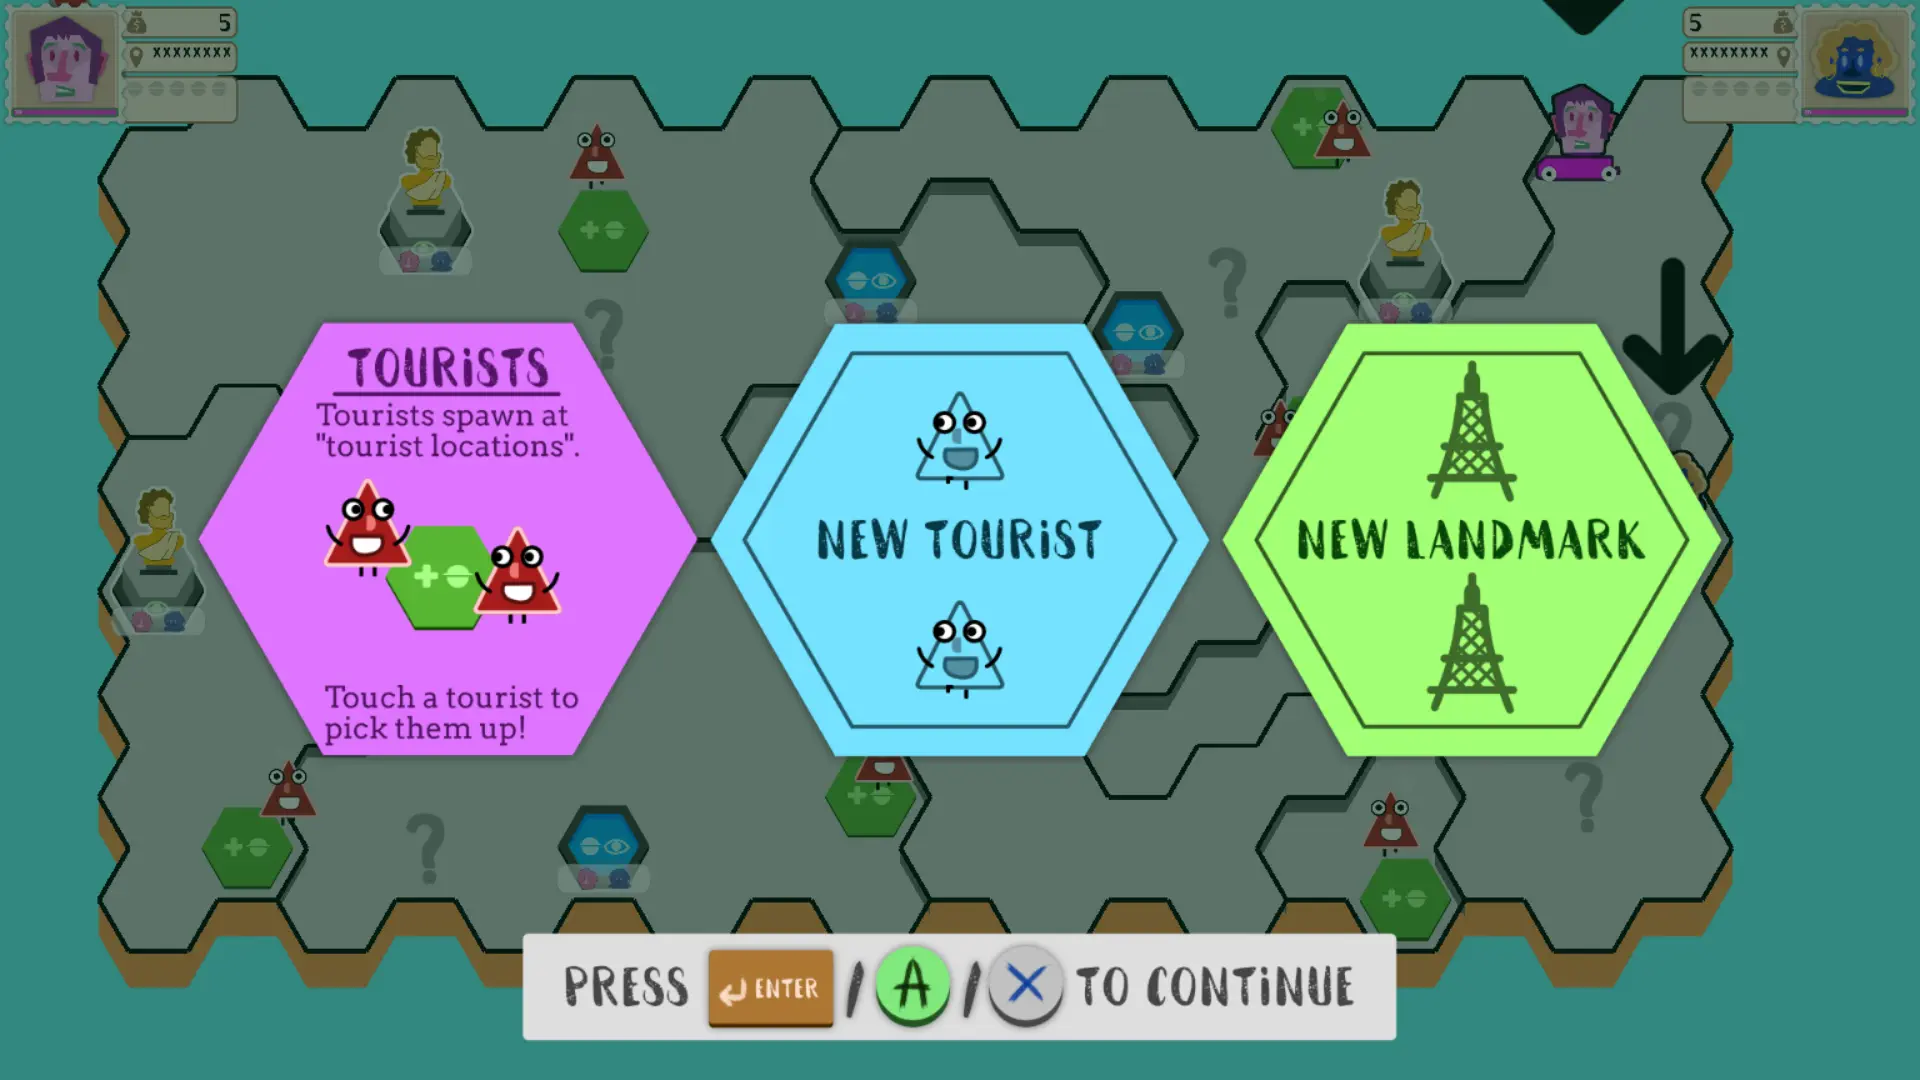 5
xxxxxxxx
5
xxxxxxxx
TOURiSTS
Tourists spawn at
"tourist locations".
Touch a tourist to
pick them up!
NEW TOURiST
NEW LANDMARK
PRESS ENTER / A / X TO CONTiNUE